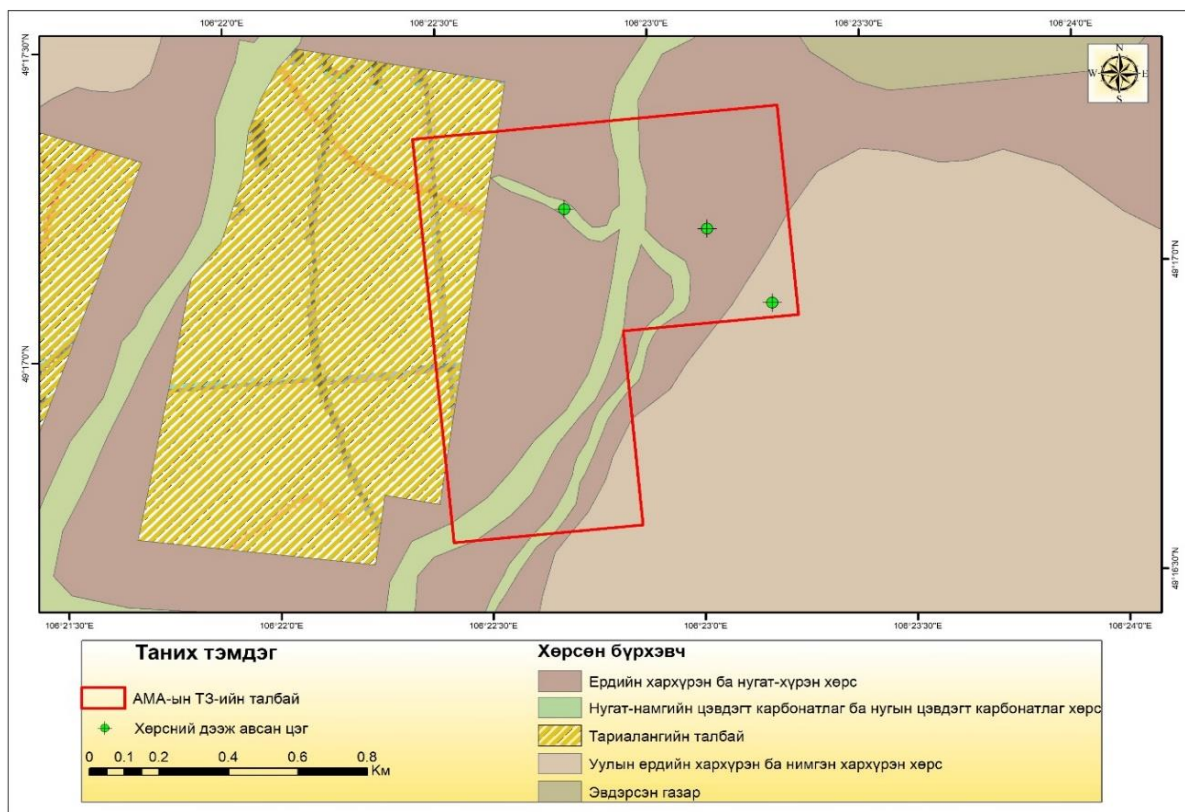 106°22'0"E 106°22'30"E 106°23'0"E 106°23'30"E 106°24'0"E
49°17'30"N
N
W E
S
49°17'0"N
49°17'0"N
49°16'30"N
106°21'30"E 106°22'0"E 106°22'30"E 106°23'0"E 106°23'30"E 106°24'0"E
Таних тэмдэг
АМА-ын ТЗ-ийн талбай
Хөрсний дээж авсан цэг
0 0.1 0.2 0.4 0.6 0.8
Км
Хөрсөн бүрхэвч
Ердийн хархүрэн ба нугат-хүрэн хөрс
Нугат-намгийн цэвдэгт карбонатлаг ба нугын цэвдэгт карбонатлаг хөрс
Тариалангийн талбай
Уулын ердийн хархүрэн ба нимгэн хархүрэн хөрс
Эвдэрсэн газар